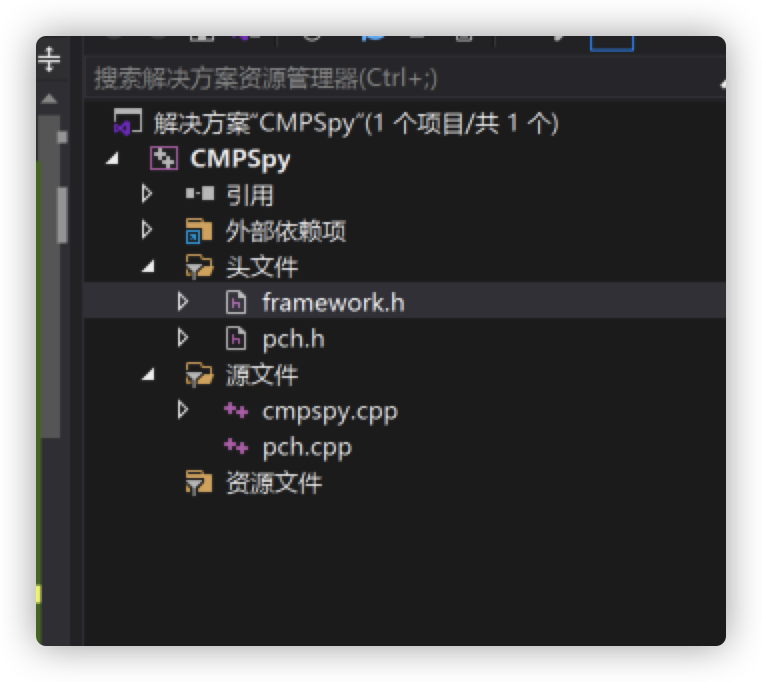 搜索解决方案资源管理器(Ctrl+;)
解决方案"CMPSpy"(1 个项目/共 1 个)
CMPSpy
引用
外部依赖项
头文件
framework.h
pch.h
源文件
cmpspy.cpp
pch.cpp
资源文件